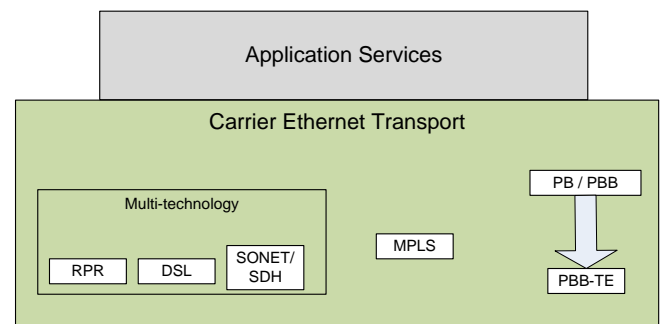 Application Services
Carrier Ethernet Transport
PB / PBB
Multi-technology
MPLS
RPR
DSL
SONET/
SDH
PBB-TE